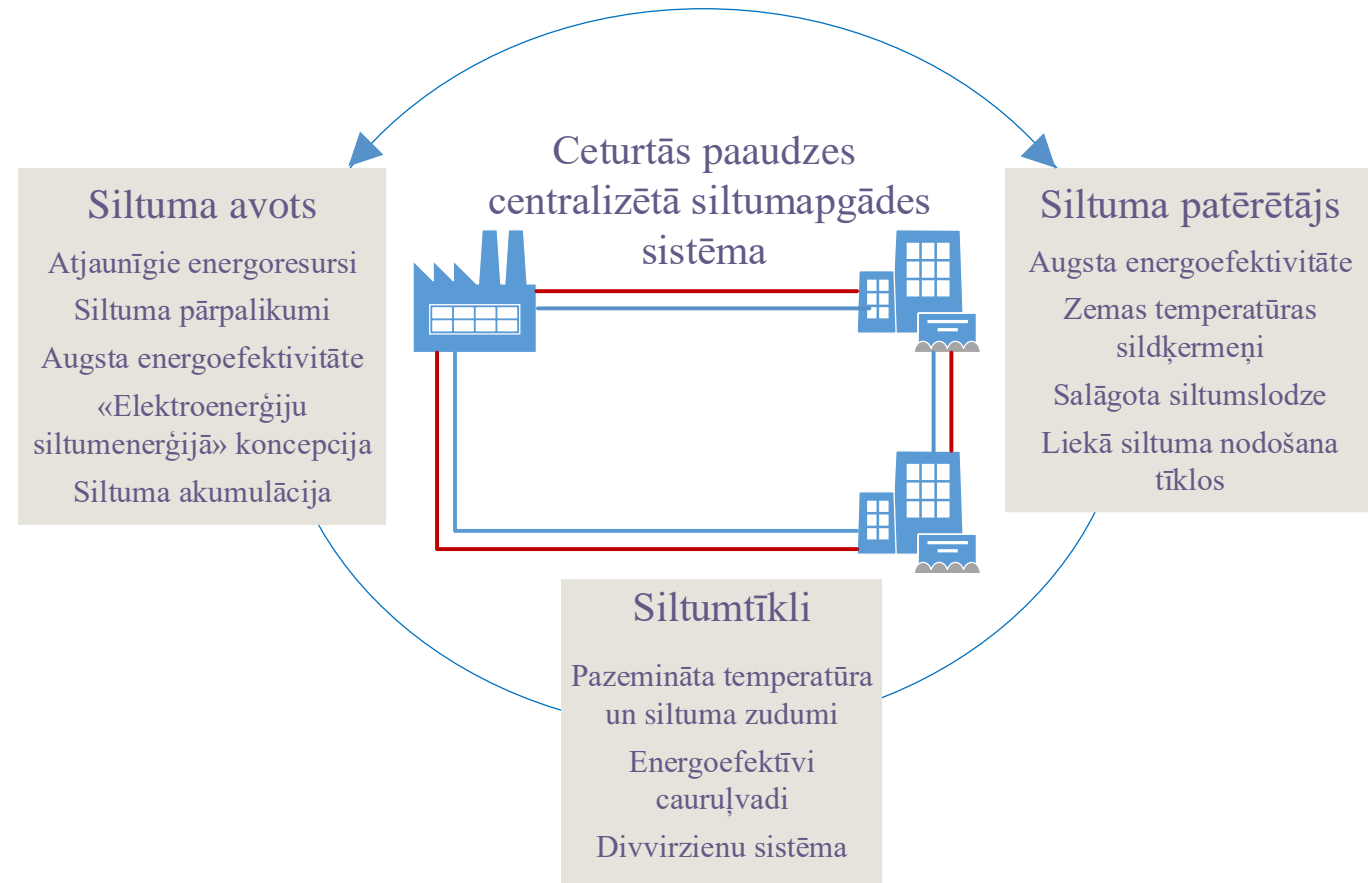 Ceturtās paaudzes
centralizētā siltumapgādes
sistēma
Siltuma avots
Atjaunīgie energoresursi
Siltuma pārpalikumi
Augsta energoefektivitāte
«Elektroenerģiju
siltumenerģijā» koncepcija
Siltuma akumulācija
Siltuma patērētājs
Augsta energoefektivitāte
Zemas temperatūras
sildķermeņi
Salāgota siltumslodze
Liekā siltuma nodošana
tīklos
Siltumtīkli
Pazemināta temperatūra
un siltuma zudumi
Energoefektīvi
cauruļvadi
Divvirzienu sistēma